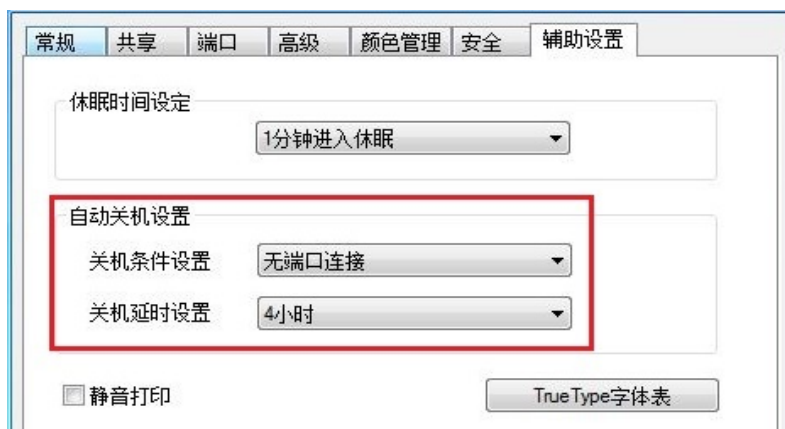 常规 共享 端口 高级 颜色管理 安全 辅助设置
休眠时间设定
1分钟进入休眠
自动关机设置
关机条件设置 无端口连接
关机延时设置 4小时
静音打印 TrueType字体表